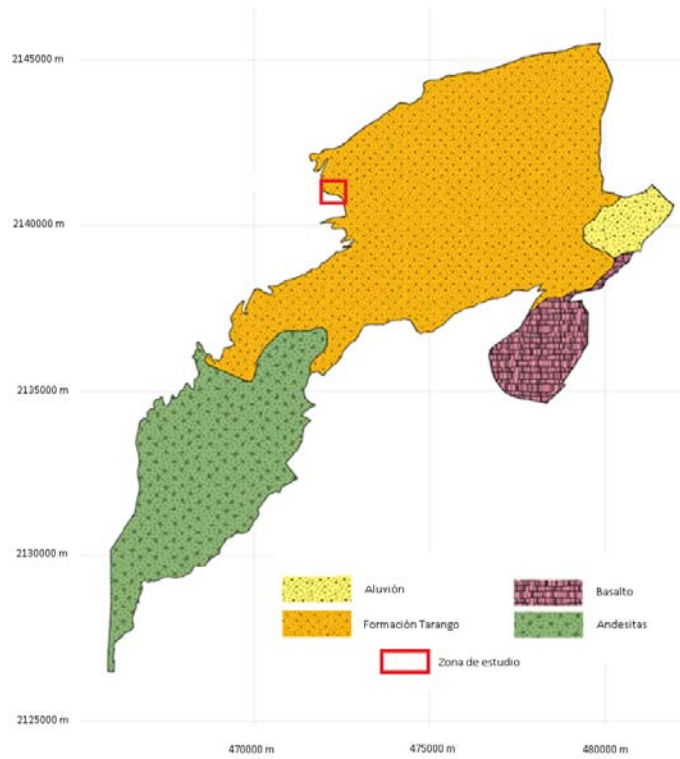 2145000 m
2140000 m
2135000 m
2130000 m
2125000 m
Aluvión
Basalto
Formación Tarango
Andesitas
Zona de estudio
470000 m
475000 m
480000 m